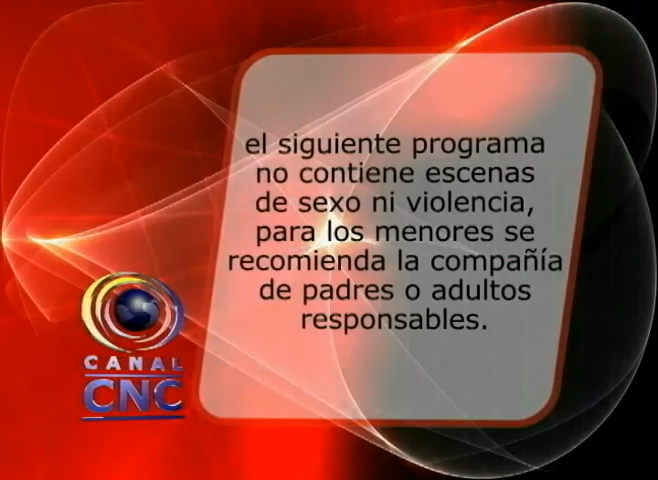 el siguiente programa
no contiene escenas
de sexo ni violencia,
para los menores se
recomienda la compañía
de padres o adultos
responsables.
CANAL
CNC